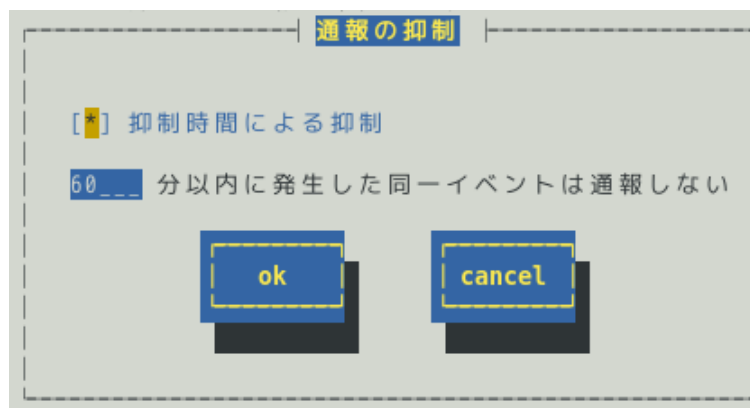 通報の抑制
[*] 抑制時間による抑制
60___ 分以内に発生した同一イベントは通報しない
ok cancel